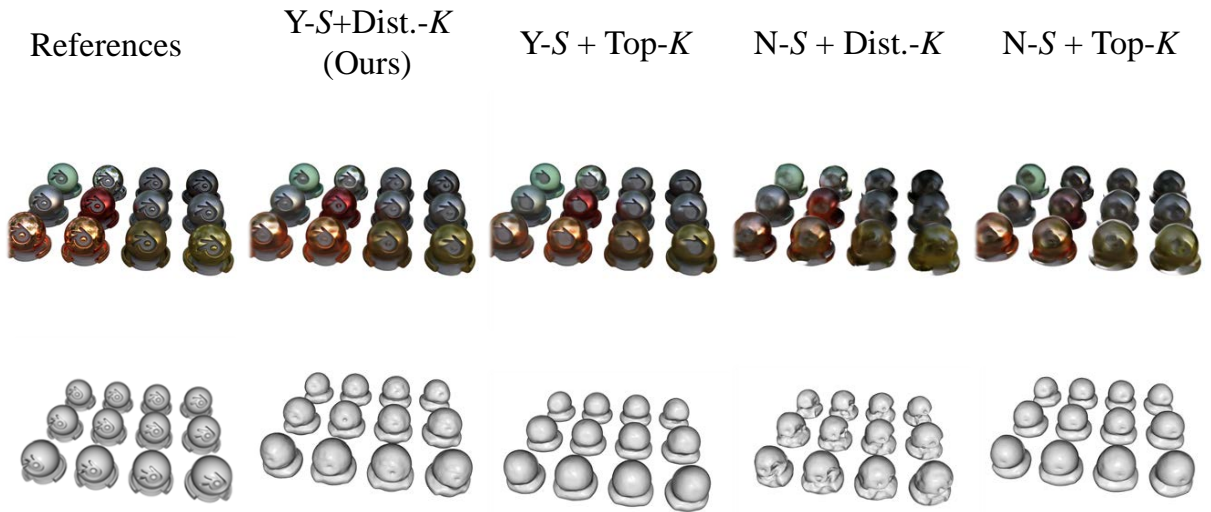 References
Y-S+Dist.-K
(Ours)
Y-S + Top-K
N-S + Dist.-K
N-S + Top-K